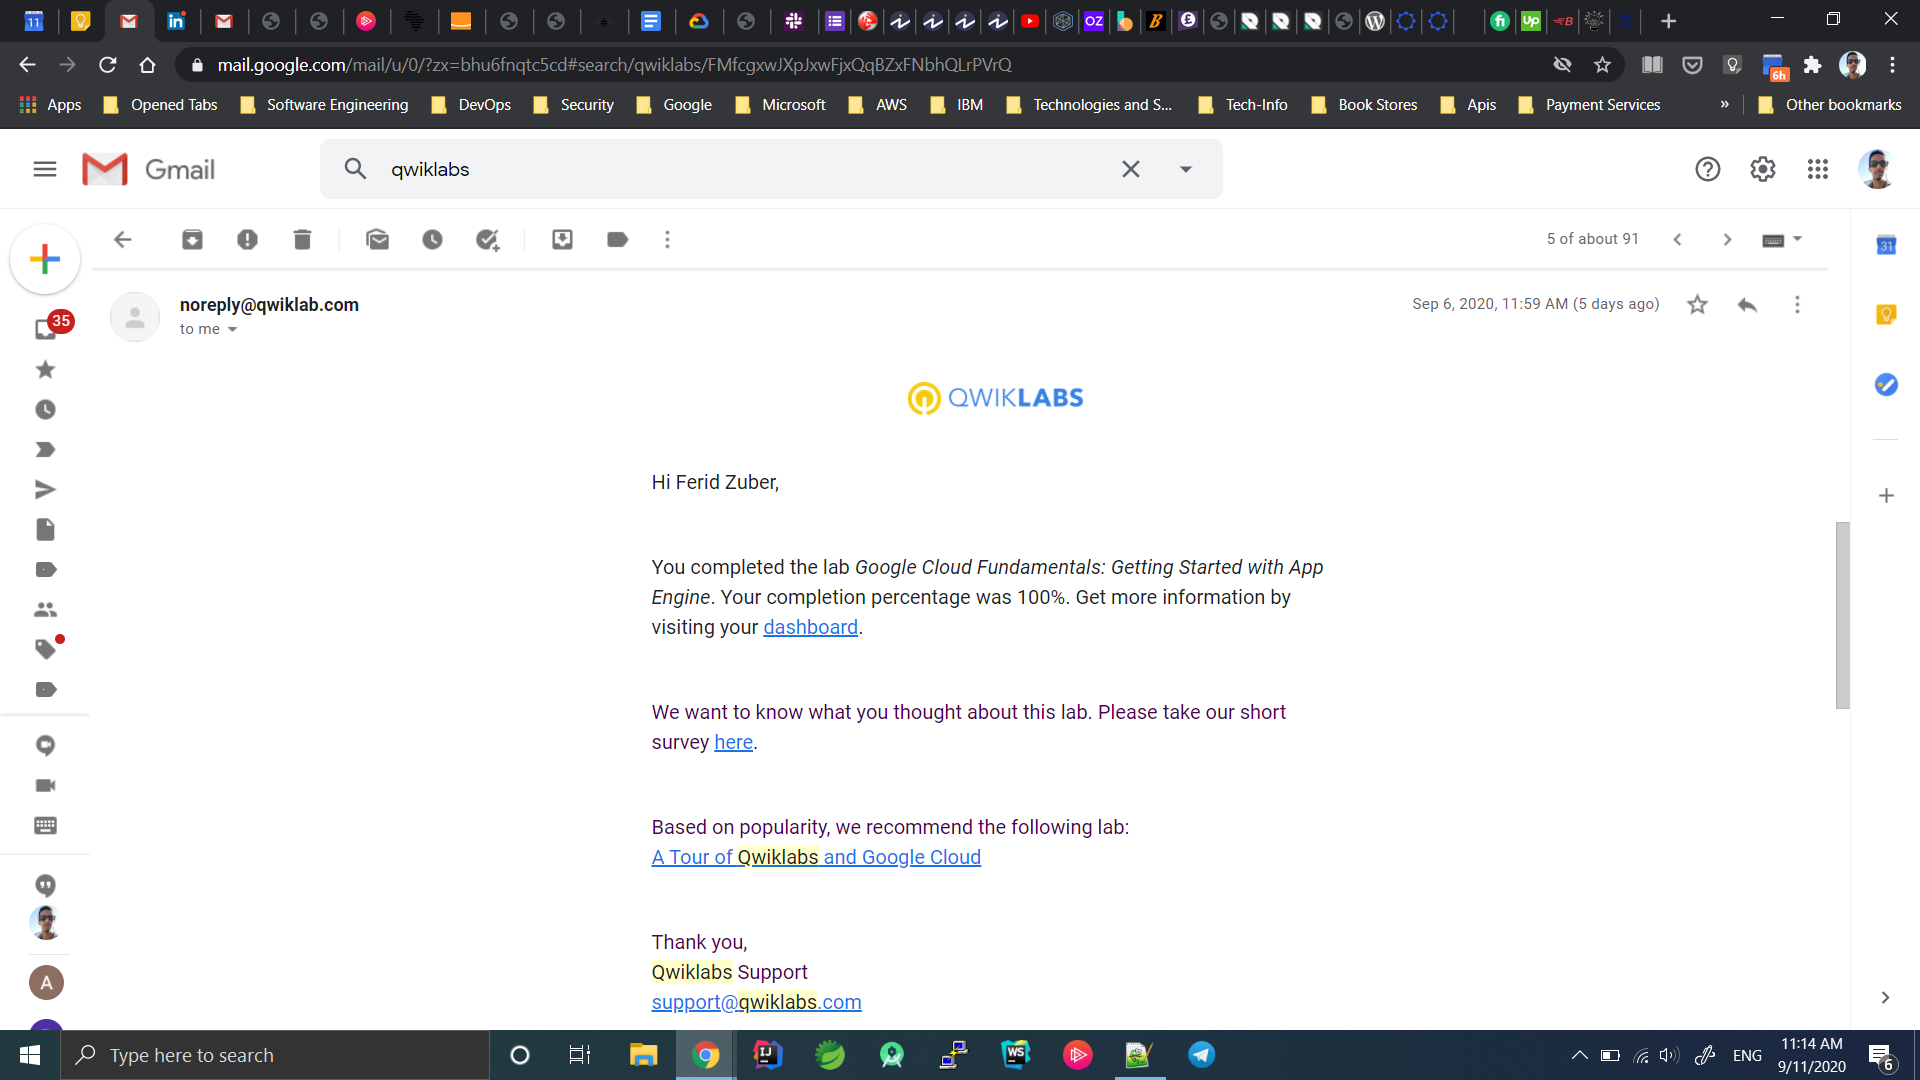 mail.google.com/mail/u/0/?zx=bhu6fnqtc5cd#search/qwiklabs/FMfcgxwJXpJxwFjxQqBZxFNbhQLrPVrQ
6h
Apps Opened Tabs Software Engineering DevOps Security Google Microsoft AWS IBM Technologies and S... Tech-Info Book Stores Apis Payment Services » Other bookmarks
Gmail
qwiklabs
5 of about 91
35
noreply@qwiklab.com
Sep 6, 2020, 11:59 AM (5 days ago)
to me
QWIKLABS
Hi Ferid Zuber,
You completed the lab Google Cloud Fundamentals: Getting Started with App
Engine. Your completion percentage was 100%. Get more information by
visiting your dashboard.
We want to know what you thought about this lab. Please take our short
survey here.
Based on popularity, we recommend the following lab:
A Tour of Qwiklabs and Google Cloud
Thank you,
Qwiklabs Support
support@qwiklabs.com
A
Type here to search
ENG
11:14 AM
9/11/2020
6